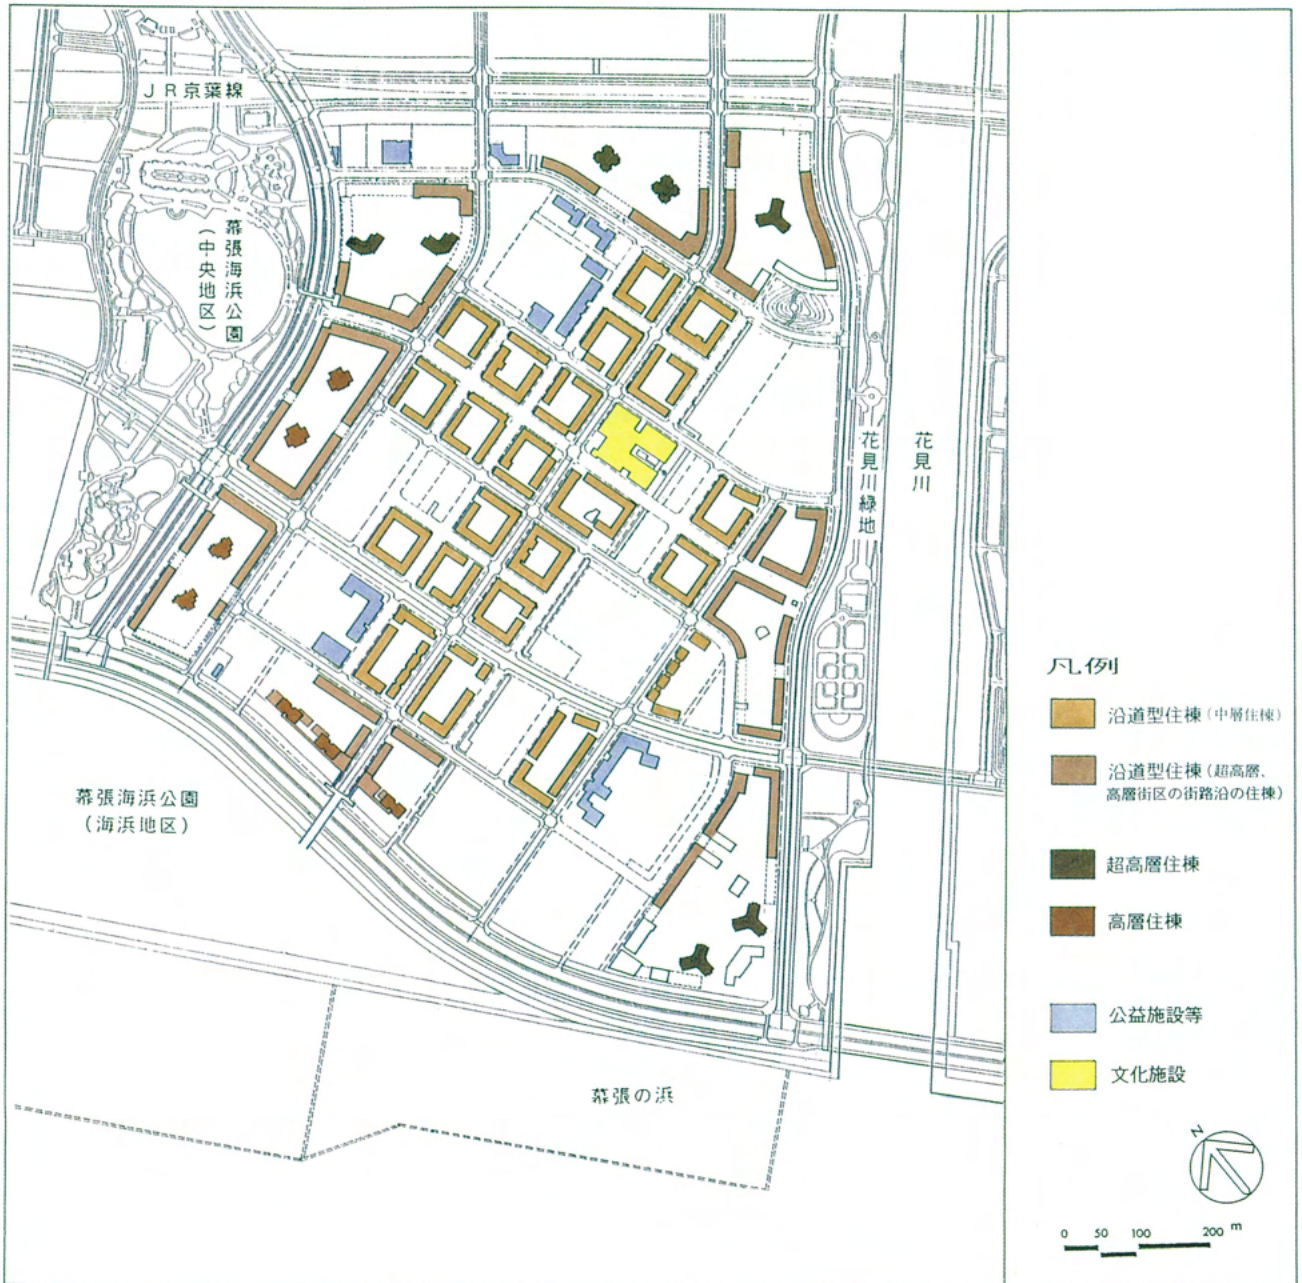 JR京葉線
幕張海浜公園
(中央地区)
花見川緑地
花見川
幕張海浜公園
(海浜地区)
幕張の浜
凡例
沿道型住棟(中層住棟)
沿道型住棟(超高層、
高層街区の街路沿の住棟)
超高層住棟
高層住棟
公益施設等
文化施設
N
0 50 100 200 m